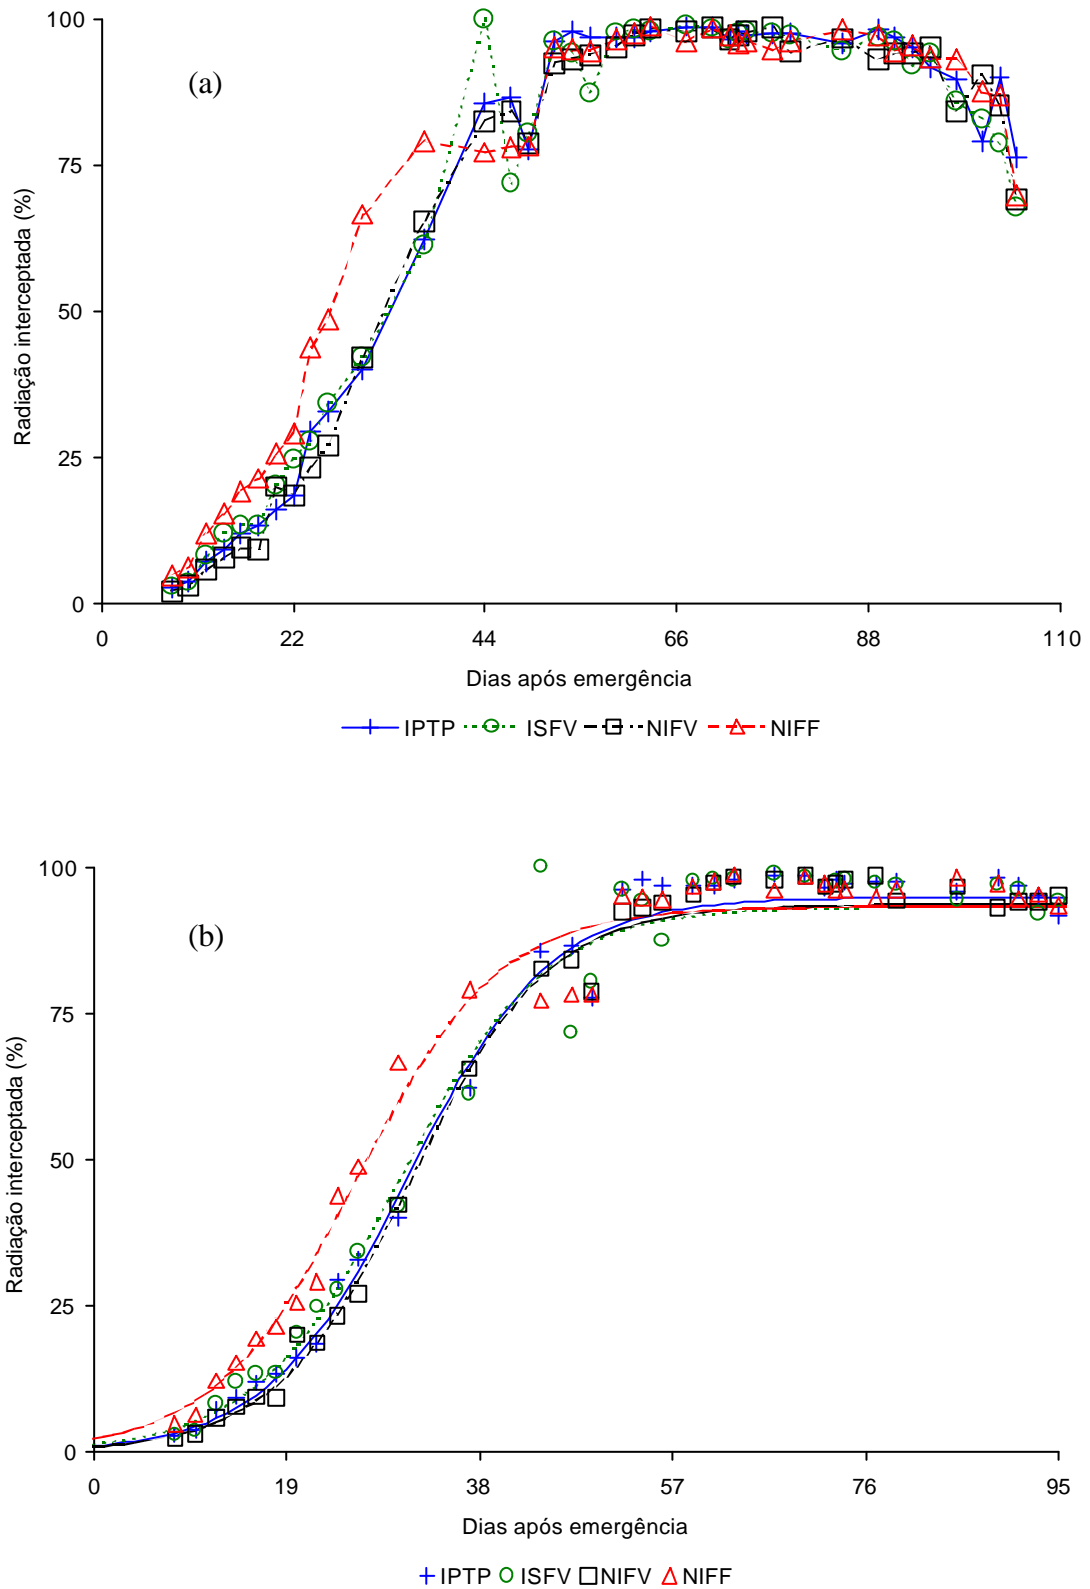 100
(a)
75
50
25
0
Radiação interceptada (%)
0 22 44 66 88 110
Dias após emergência
IPTP ISFV NIFV NIFF
100
(b)
75
50
25
0
Radiação interceptada (%)
0 19 38 57 76 95
Dias após emergência
IPTP ISFV NIFV NIFF